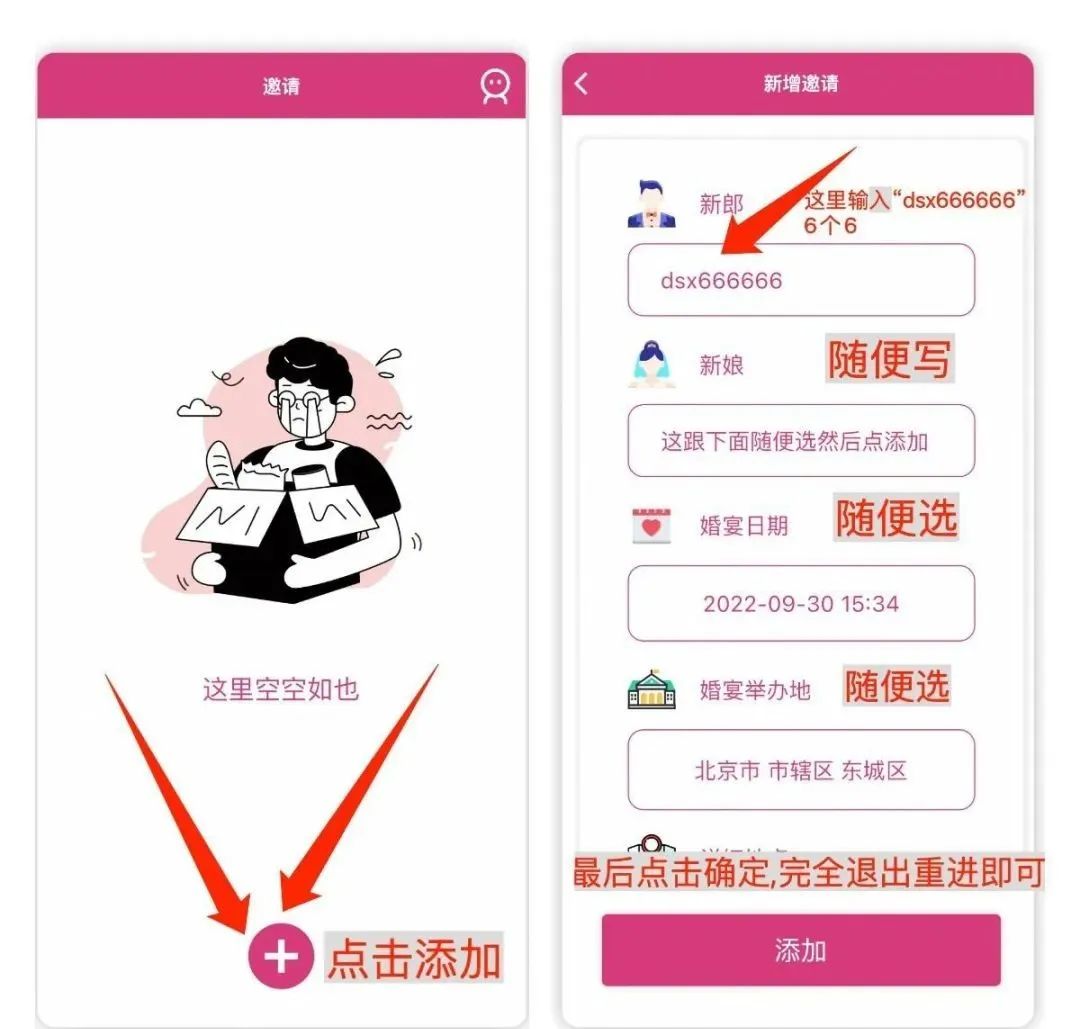 邀请
这里空空如也
点击添加
新增邀请
新郎
这里输入“dsx666666”
6个6
dsx666666
新娘
随便写
这跟下面随便选然后点添加
婚宴日期
随便选
2022-09-30 15:34
婚宴举办地
随便选
北京市 市辖区 东城区
最后点击确定,完全退出重进即可
添加